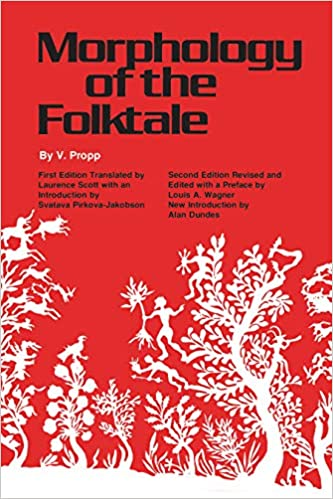 Morphology
of the
Folktale
By V. Propp
First Edition Translated by
Laurence Scott with an
Introduction by
Svatava Pirkova-Jakobson
Second Edition Revised and
Edited with a Preface by
Louis A. Wagner
New Introduction by
Alan Dundes